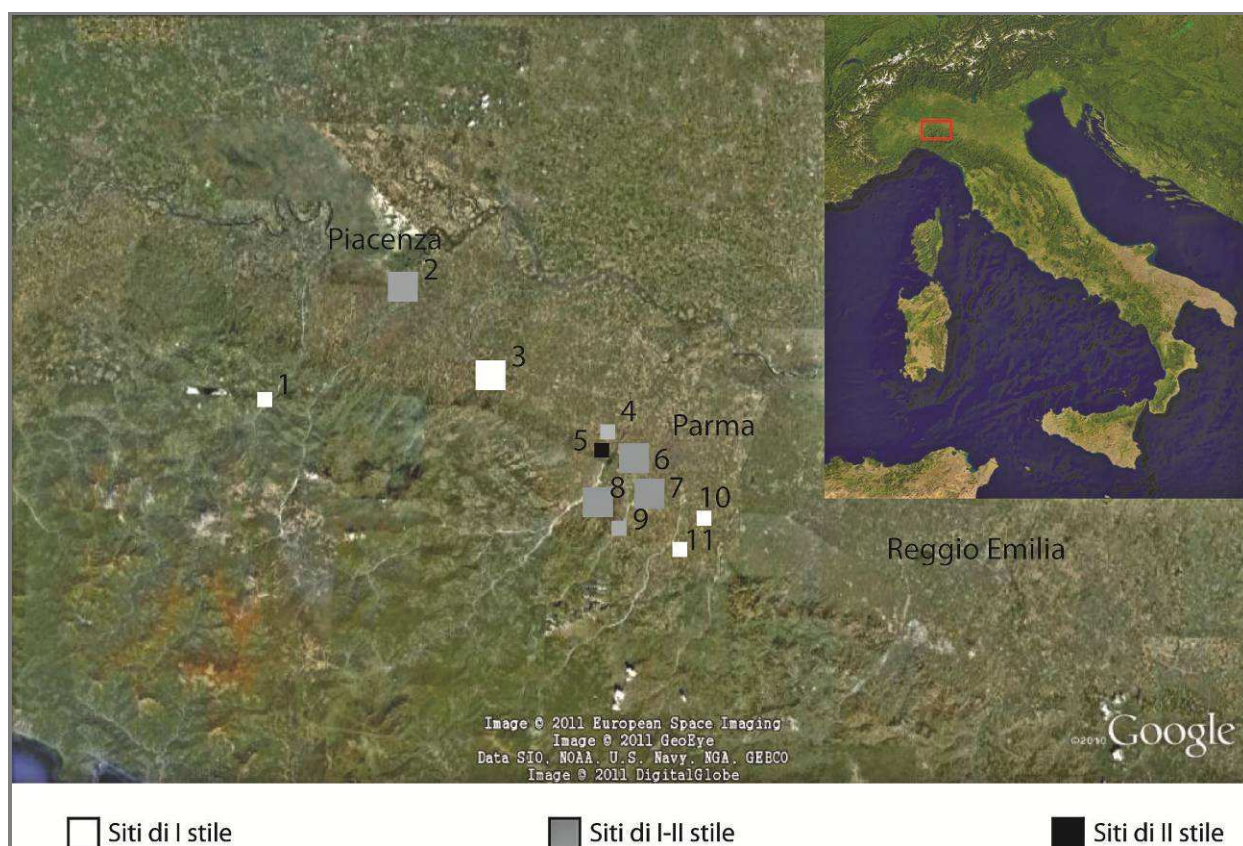 Piacenza
2
3
1
4
5
Parma
6
8
7
10
9
11
Reggio Emilia
Image © 2011 European Space Imaging
Image © 2011 GeoEye
Data SIO, NOAA, U.S. Navy, NGA, GEBCO
Image © 2011 DigitalGlobe
©2010 Google
Siti di I stile
Siti di I-II stile
Siti di II stile